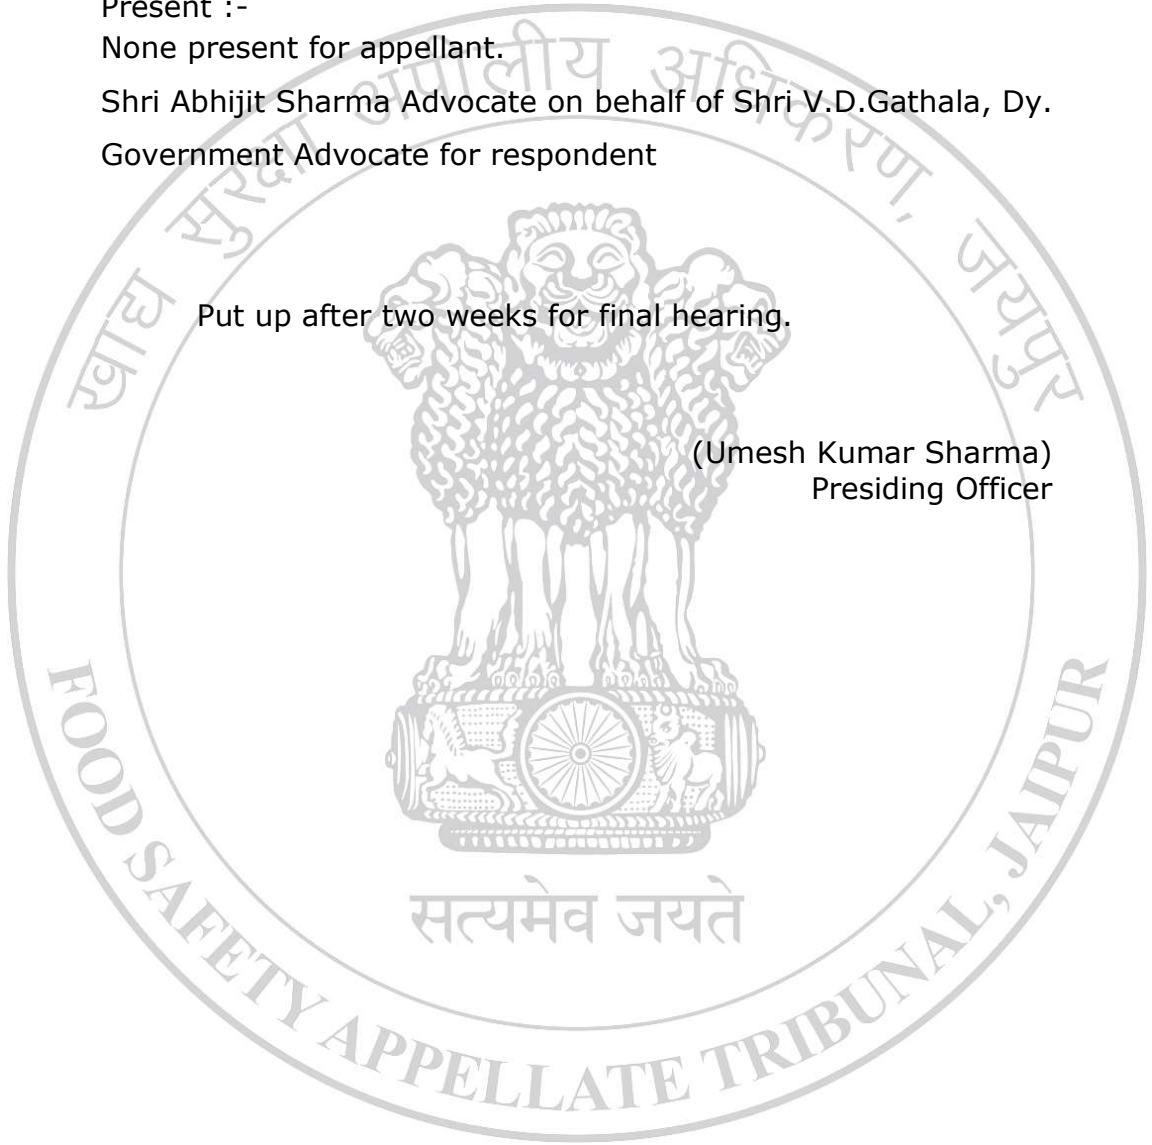 Present :-
None present for appellant.
Shri Abhijit Sharma Advocate on behalf of Shri V.D.Gathala, Dy.
Government Advocate for respondent
Put up after two weeks for final hearing.
(Umesh Kumar Sharma)
Presiding Officer
खाद्य सुरक्षा अपीलीय अधिकरण, जयपुर
सत्यमेव जयते
FOOD SAFETY APPELLATE TRIBUNAL, JAIPUR